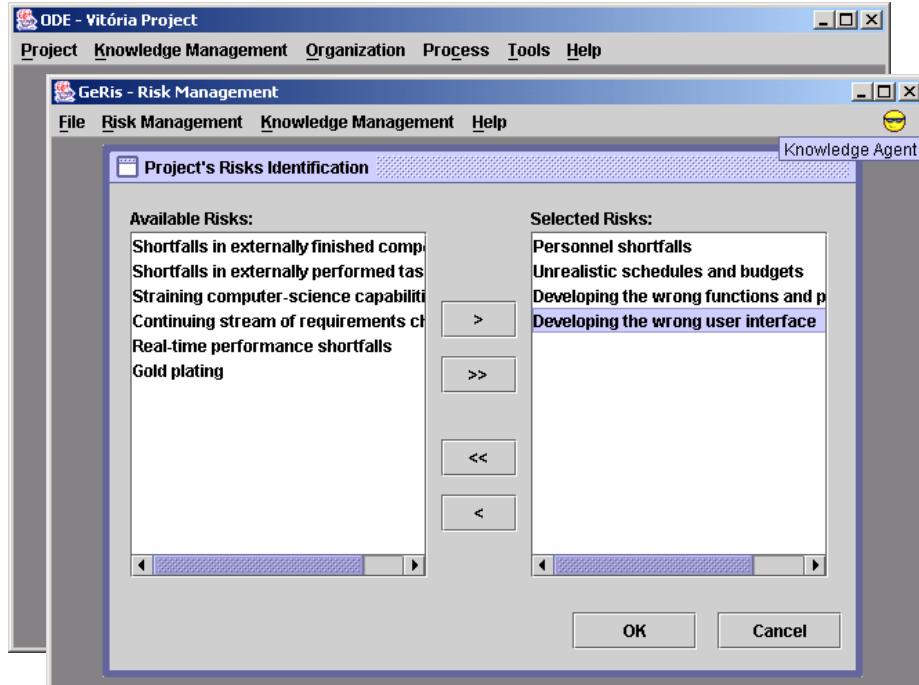 ODE - Vitória Project
Project Knowledge Management Organization Process Tools Help
GeRis - Risk Management
File Risk Management Knowledge Management Help
Knowledge Agent
Project's Risks Identification
Available Risks:
Shortfalls in externally finished comp
Shortfalls in externally performed tas
Straining computer-science capabiliti
Continuing stream of requirements ch
Real-time performance shortfalls
Gold plating
>
>>
<<
<
Selected Risks:
Personnel shortfalls
Unrealistic schedules and budgets
Developing the wrong functions and p
Developing the wrong user interface
OK Cancel